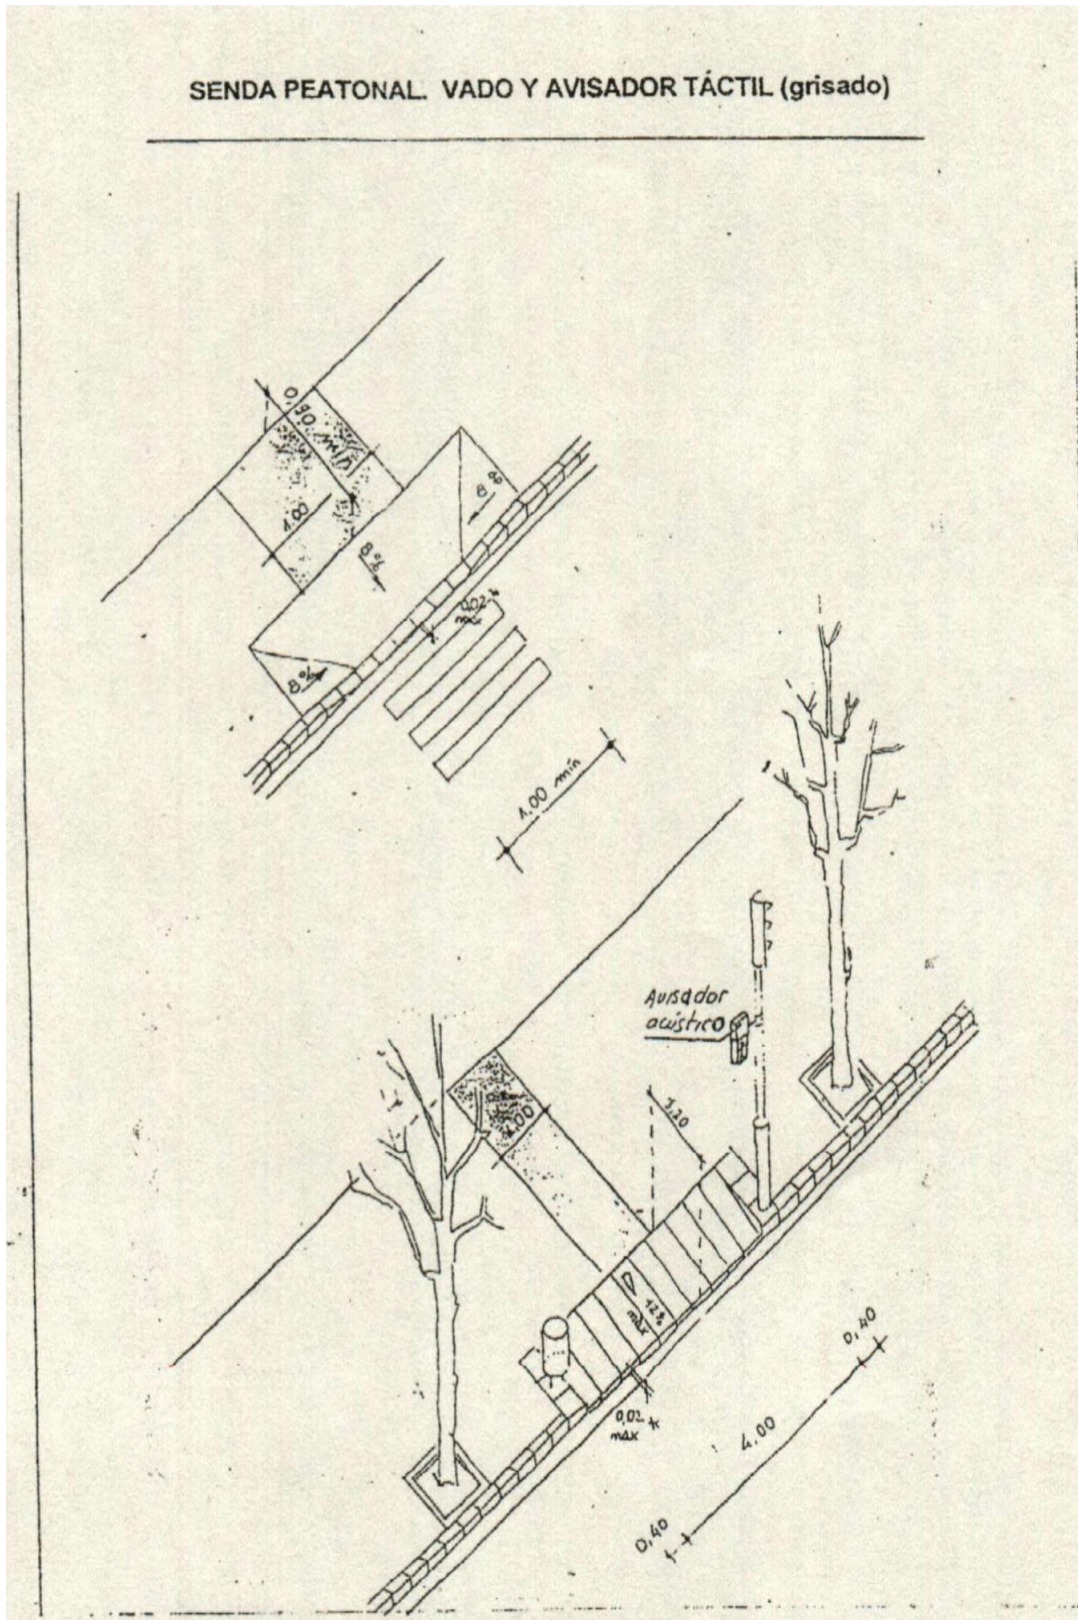 SENDA PEATONAL. VADO Y AVISADOR TÁCTIL (grisado)
0,90 mín
1.00
8%
8%
8%
0,02 *
max
1.00 mín
Avisador
acústico
1.00
1.20
12%
máx
0,02 *
max
0,40
4.00
0,40